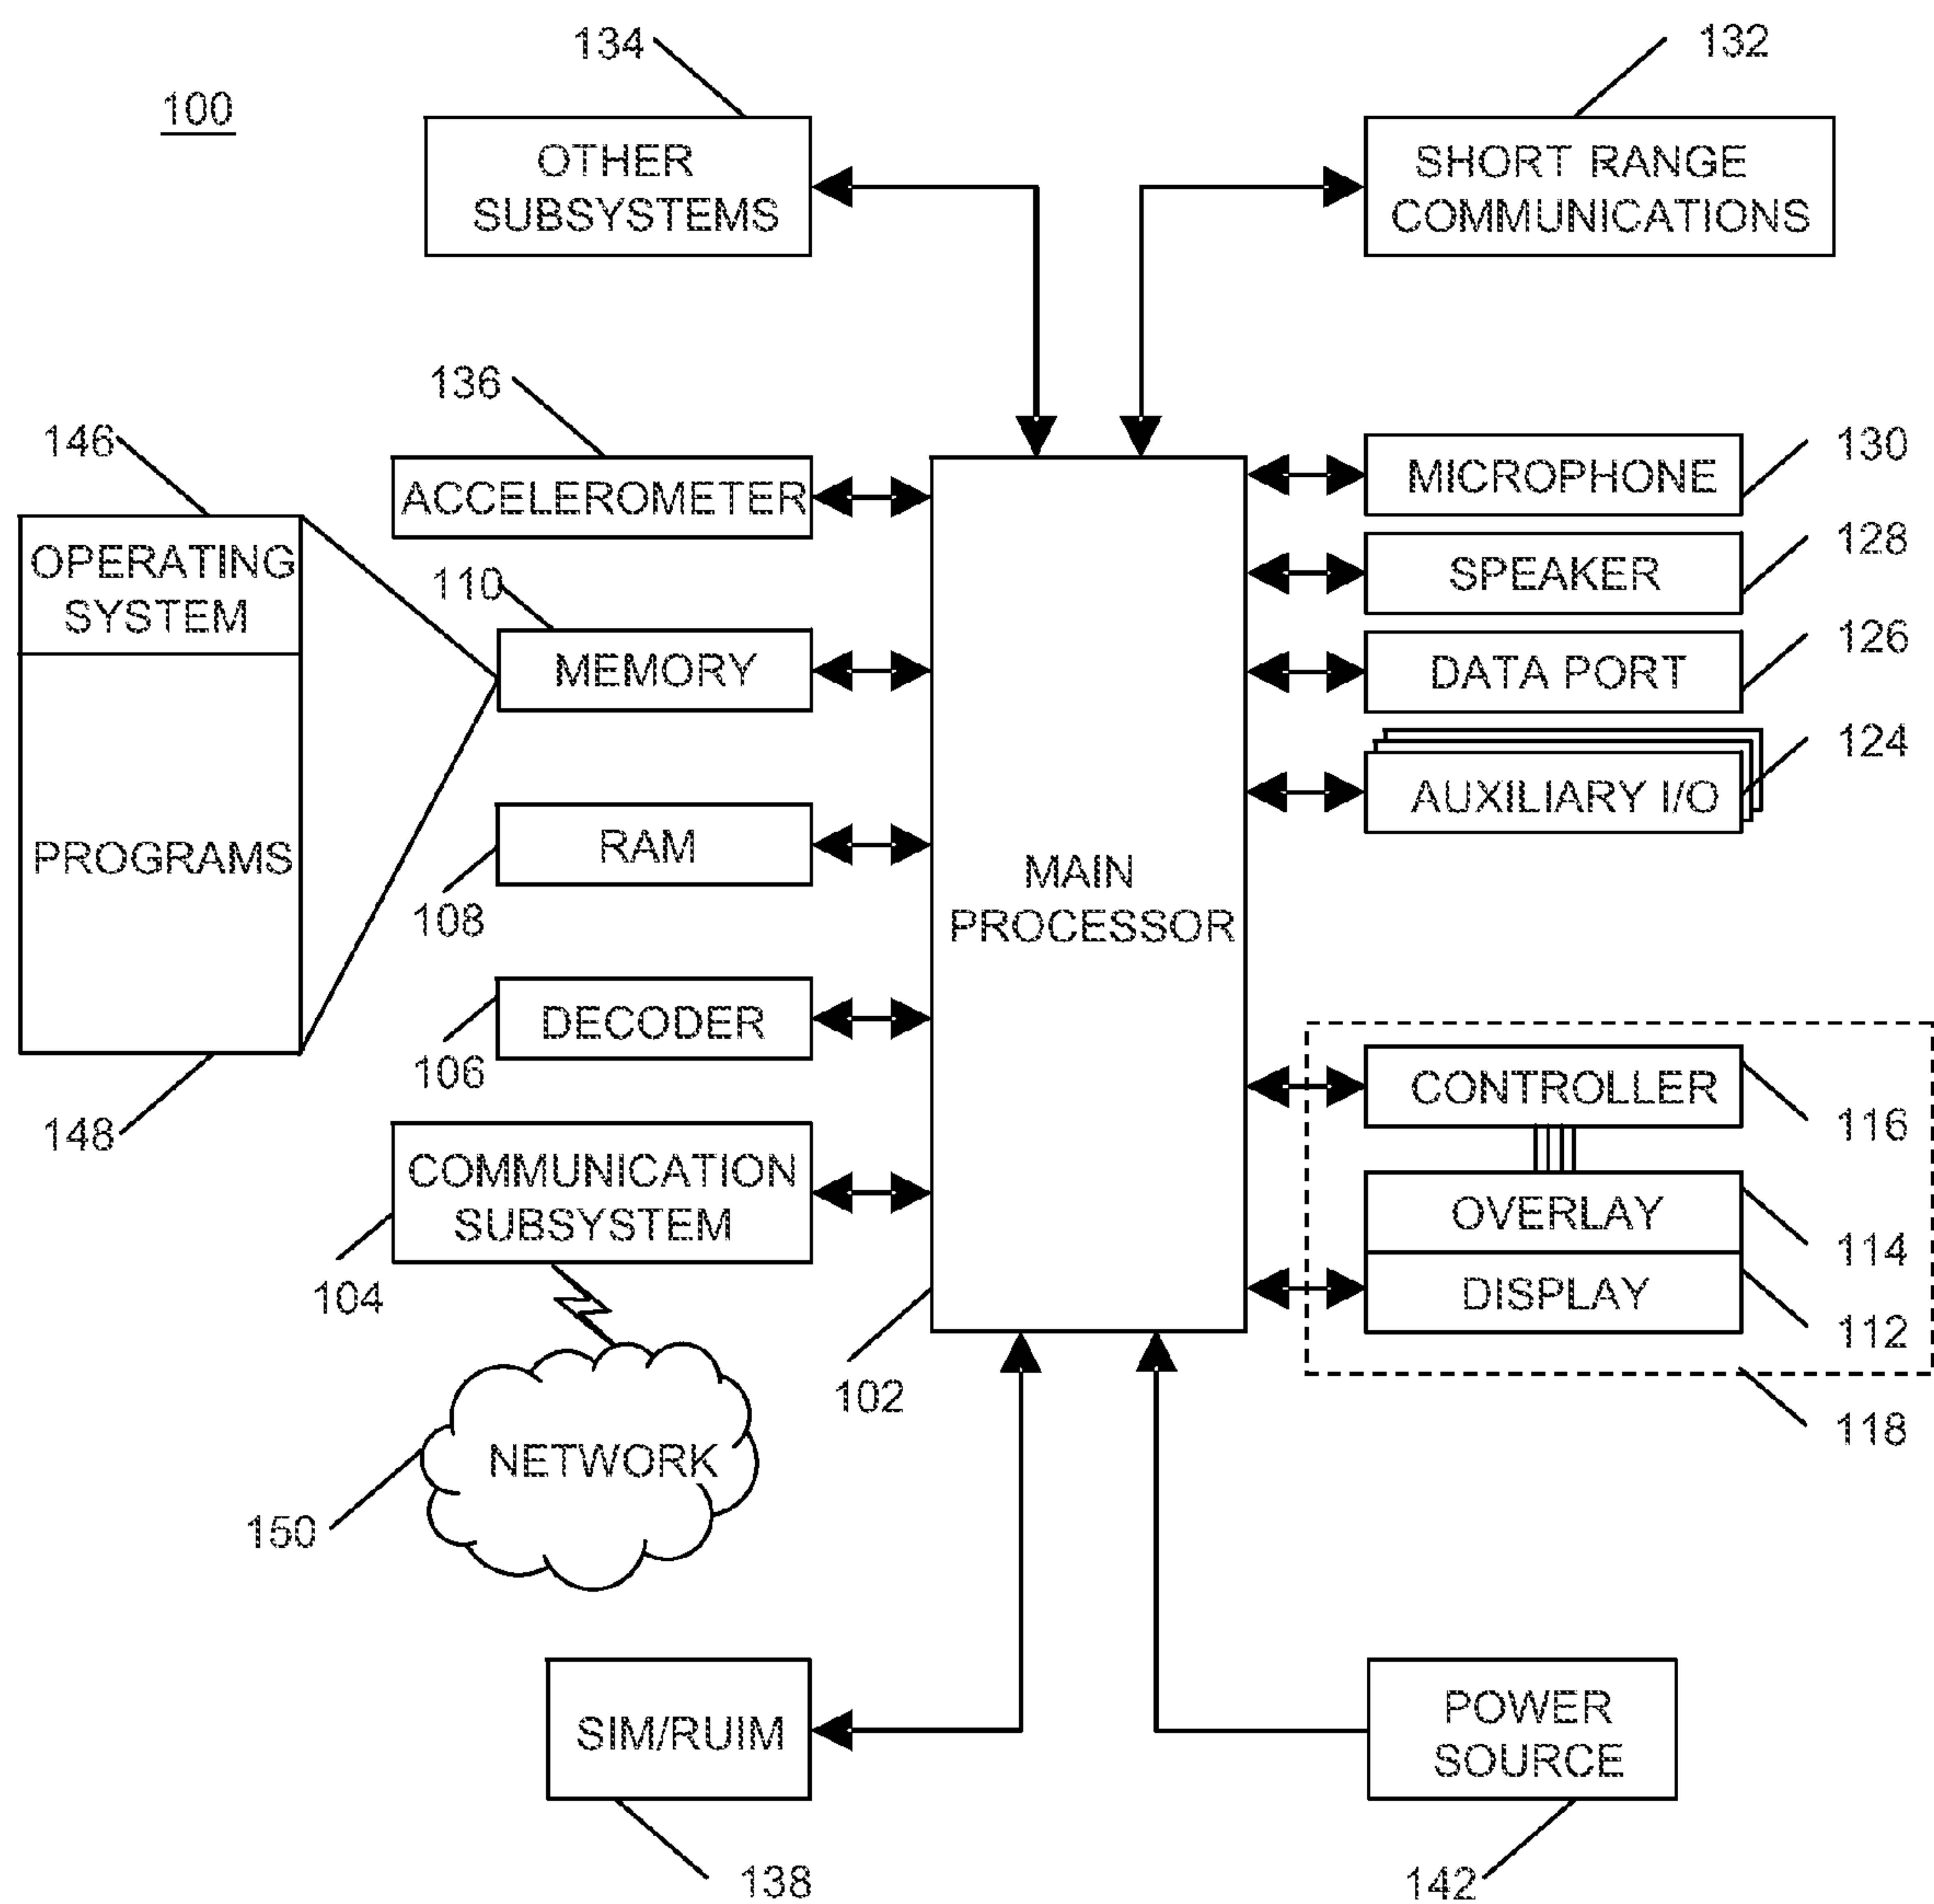 134
132
100
OTHER
SUBSYSTEMS
SHORT RANGE
COMMUNICATIONS
136
146
ACCELEROMETER
MICROPHONE
130
OPERATING
SYSTEM
110
SPEAKER
128
MEMORY
DATA PORT
126
124
AUXILIARY I/O
PROGRAMS
RAM
108
MAIN
PROCESSOR
DECODER
106
CONTROLLER
116
148
COMMUNICATION
SUBSYSTEM
OVERLAY
114
104
DISPLAY
112
102
118
NETWORK
150
SIM/RUIM
POWER
SOURCE
138
142